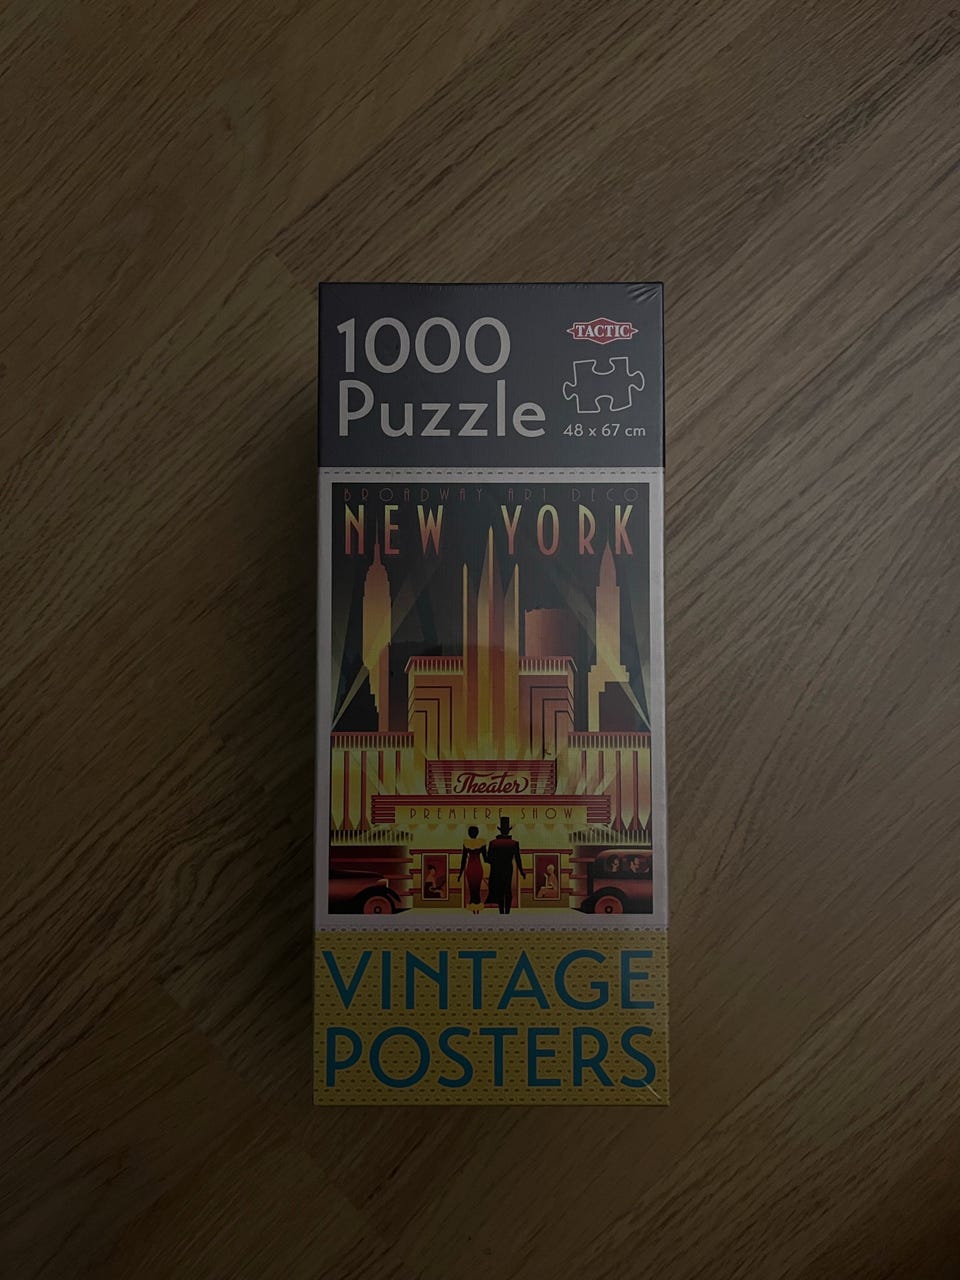 1000
Puzzle
TACTIC
48 x 67 cm
BROADWAY ART DECO
NEW YORK
Theater
PREMIERE SHOW
VINTAGE
POSTERS